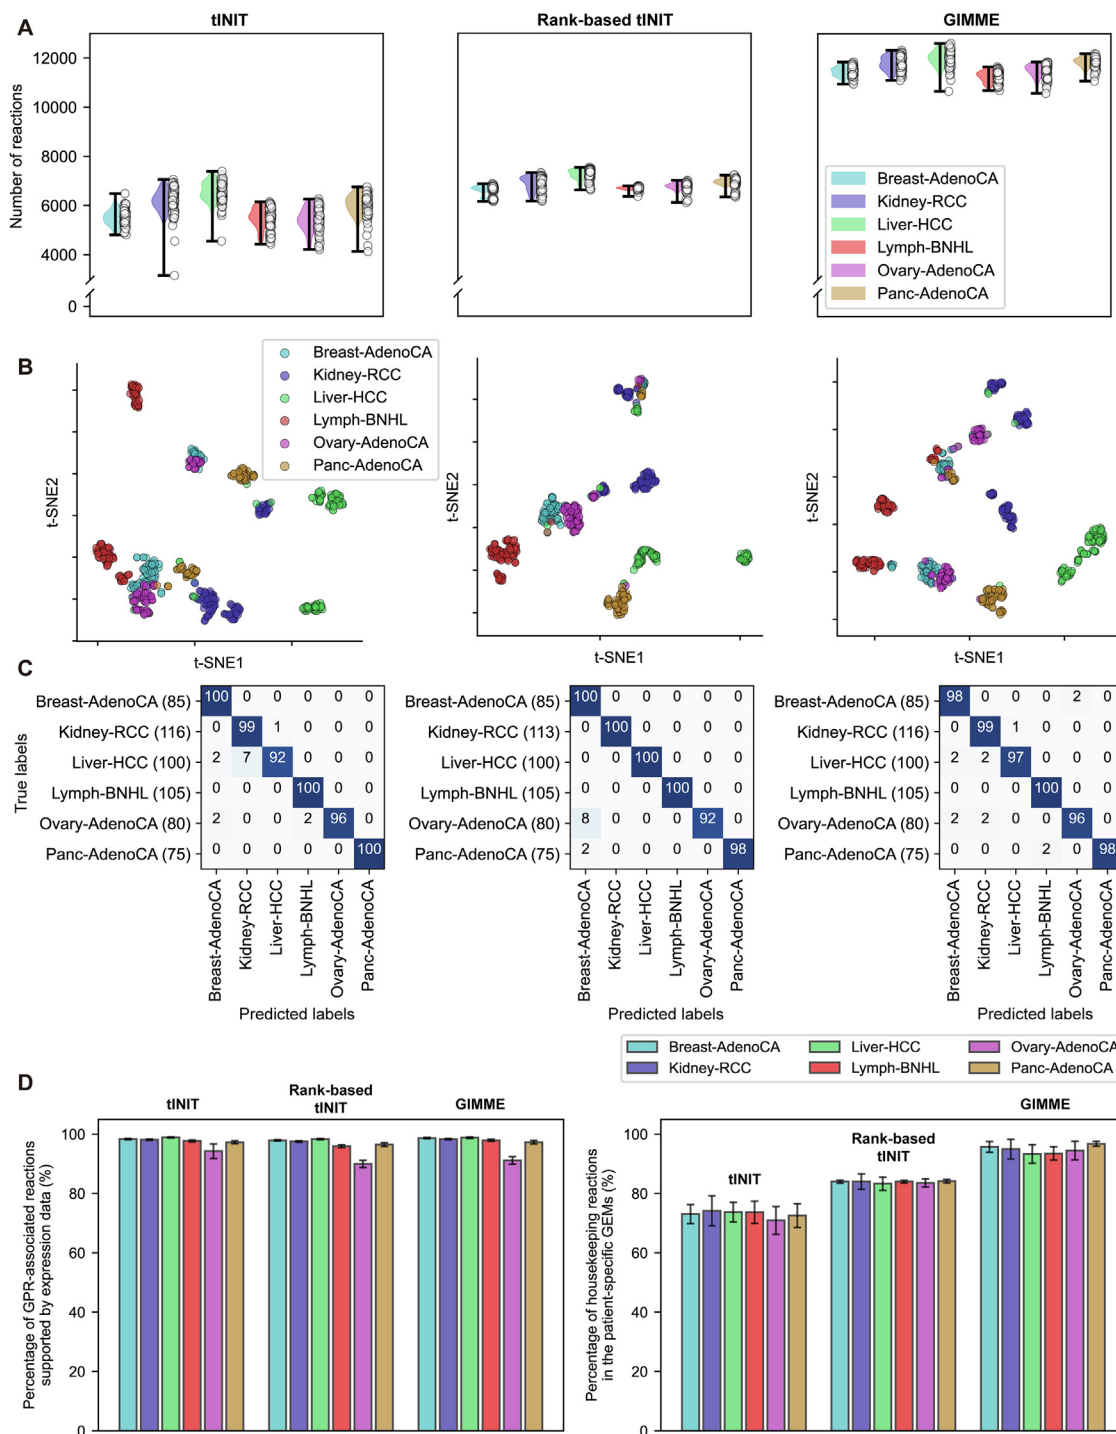 A
tINIT
Rank-based tINIT
GIMME
Number of reactions
12000
10000
8000
6000
4000
0
Breast-AdenoCA
Kidney-RCC
Liver-HCC
Lymph-BNHL
Ovary-AdenoCA
Panc-AdenoCA
B
Breast-AdenoCA
Kidney-RCC
Liver-HCC
Lymph-BNHL
Ovary-AdenoCA
Panc-AdenoCA
t-SNE2
t-SNE1
t-SNE2
t-SNE1
t-SNE2
t-SNE1
C
True labels
Breast-AdenoCA (85) 100 0 0 0 0 0
Kidney-RCC (116) 0 99 1 0 0 0
Liver-HCC (100) 2 7 92 0 0 0
Lymph-BNHL (105) 0 0 0 100 0 0
Ovary-AdenoCA (80) 2 0 0 2 96 0
Panc-AdenoCA (75) 0 0 0 0 0 100
Breast-AdenoCA
Kidney-RCC
Liver-HCC
Lymph-BNHL
Ovary-AdenoCA
Panc-AdenoCA
Predicted labels
Breast-AdenoCA (85) 100 0 0 0 0 0
Kidney-RCC (113) 0 100 0 0 0 0
Liver-HCC (100) 0 0 100 0 0 0
Lymph-BNHL (105) 0 0 0 100 0 0
Ovary-AdenoCA (80) 8 0 0 0 92 0
Panc-AdenoCA (75) 2 0 0 0 0 98
Breast-AdenoCA
Kidney-RCC
Liver-HCC
Lymph-BNHL
Ovary-AdenoCA
Panc-AdenoCA
Predicted labels
Breast-AdenoCA (85) 98 0 0 0 2 0
Kidney-RCC (116) 0 99 1 0 0 0
Liver-HCC (100) 2 2 97 0 0 0
Lymph-BNHL (105) 0 0 0 100 0 0
Ovary-AdenoCA (80) 2 2 0 0 96 0
Panc-AdenoCA (75) 0 0 0 2 0 98
Breast-AdenoCA
Kidney-RCC
Liver-HCC
Lymph-BNHL
Ovary-AdenoCA
Panc-AdenoCA
Predicted labels
Breast-AdenoCA
Liver-HCC
Ovary-AdenoCA
Kidney-RCC
Lymph-BNHL
Panc-AdenoCA
D
tINIT
Rank-based
tINIT
GIMME
Percentage of GPR-associated reactions
supported by expression data (%)
100
80
60
40
20
0
tINIT
Rank-based
tINIT
GIMME
Percentage of housekeeping reactions
in the patient-specific GEMs (%)
100
80
60
40
20
0